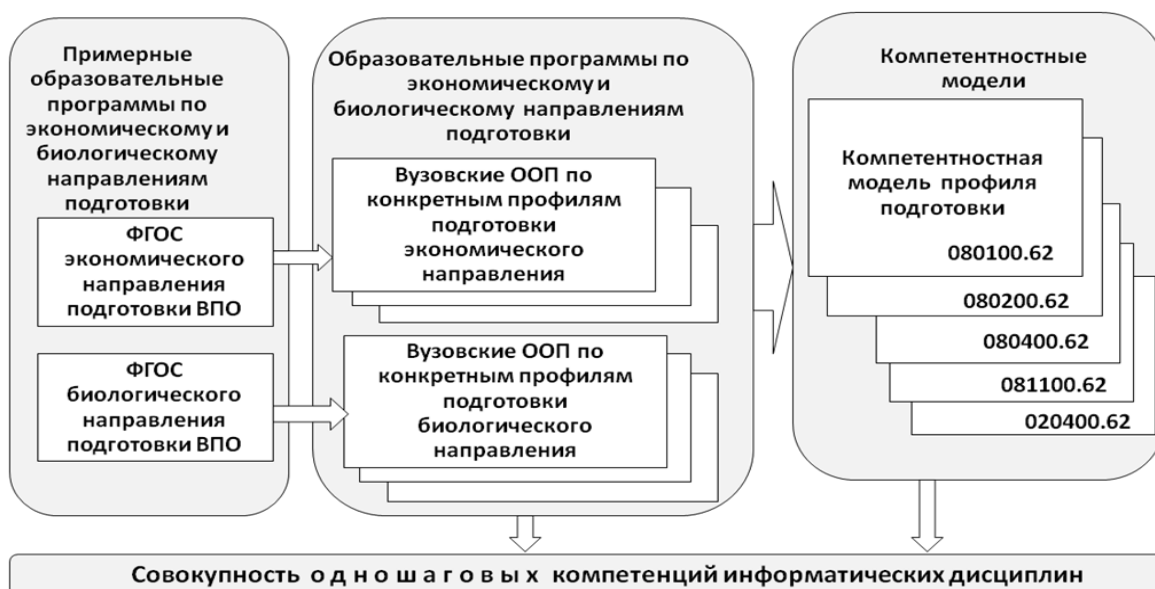 Примерные
образовательные
программы по
экономическому и
биологическому
направлениям
подготовки
ФГОС
экономического
направления
подготовки ВПО
ФГОС
биологического
направления
подготовки ВПО
Образовательные программы по
экономическому и
биологическому направлениям
подготовки
Вузовские ООП по
конкретным профилям
подготовки
экономического
направления
Вузовские ООП по
конкретным профилям
подготовки
биологического
направления
Компетентностные
модели
Компетентностная
модель профиля
подготовки
080100.62
080200.62
080400.62
081100.62
020400.62
Совокупность о д н о ш а г о в ы х компетенций информатических дисциплин